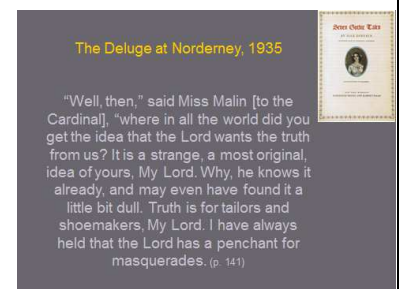 The Deluge at Norderney, 1935
Seven Gothic Tales
“Well, then,” said Miss Malin [to the
Cardinal], “where in all the world did you
get the idea that the Lord wants the truth
from us? It is a strange, a most original,
idea of yours, My Lord. Why, he knows it
already, and may even have found it a
little bit dull. Truth is for tailors and
shoemakers, My Lord. I have always
held that the Lord has a penchant for
masquerades. (p. 141)